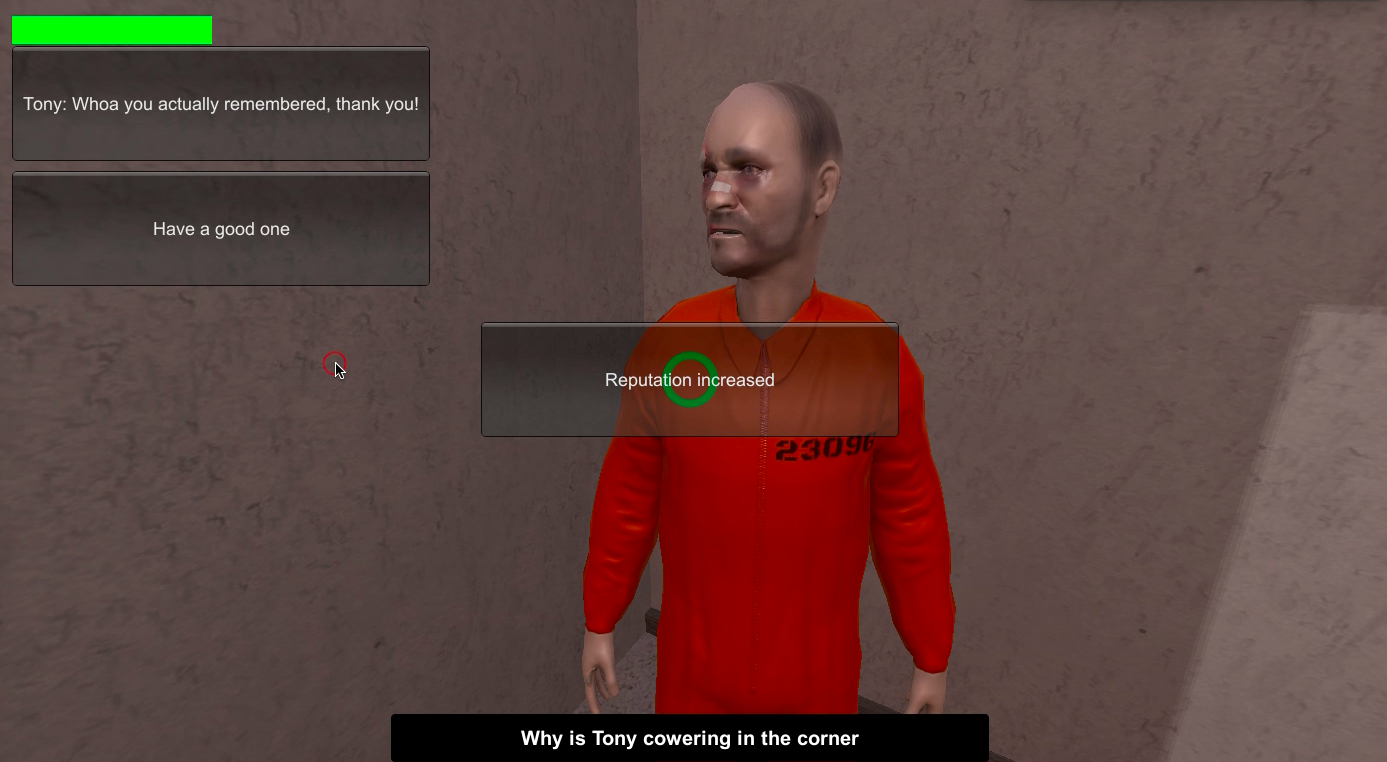 Tony: Whoa you actually remembered, thank you!
Have a good one
Reputation increased
23096
Why is Tony cowering in the corner